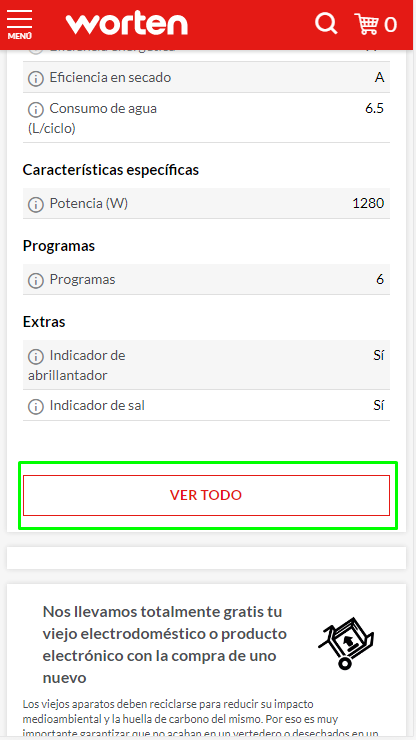 worten
0
MENÚ
Eficiencia en secado A
Consumo de agua 6.5
(L/ciclo)
Características específicas
Potencia (W) 1280
Programas
Programas 6
Extras
Indicador de Sí
abrillantador
Indicador de sal Sí
VER TODO
Nos llevamos totalmente gratis tu
viejo electrodoméstico o producto
electrónico con la compra de uno
nuevo
Los viejos aparatos deben reciclarse para reducir su impacto
medioambiental y la huella de carbono del mismo. Por eso es muy
importante garantizar que no acaban en un vertedero o desechados en un